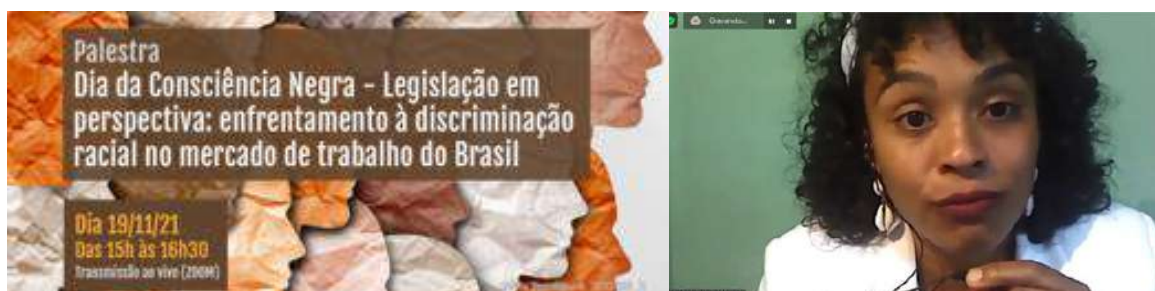 Palestra
Dia da Consciência Negra - Legislação em
perspectiva: enfrentamento à discriminação
racial no mercado de trabalho do Brasil
Dia 19/11/21
Das 15h às 16h30
Transmissão ao vivo (ZOOM)
Gravando...